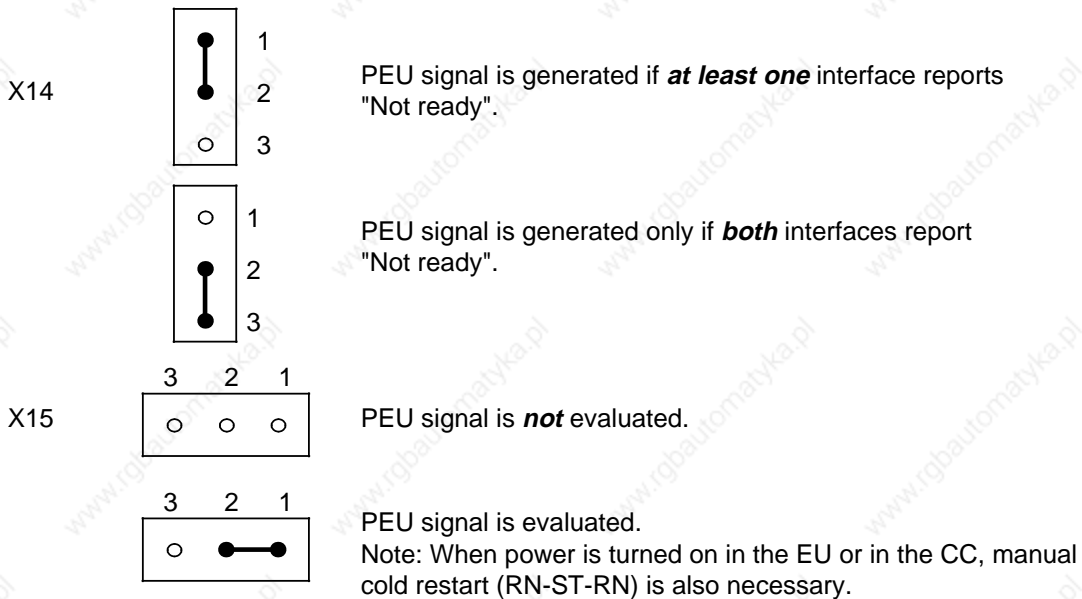 1
X14
2
PEU signal is generated if at least one interface reports
"Not ready".
3
1
PEU signal is generated only if both interfaces report
"Not ready".
2
3
3 2 1
X15
PEU signal is not evaluated.
3 2 1
PEU signal is evaluated.
Note: When power is turned on in the EU or in the CC, manual
cold restart (RN-ST-RN) is also necessary.
www.rgbautomatyka.pl